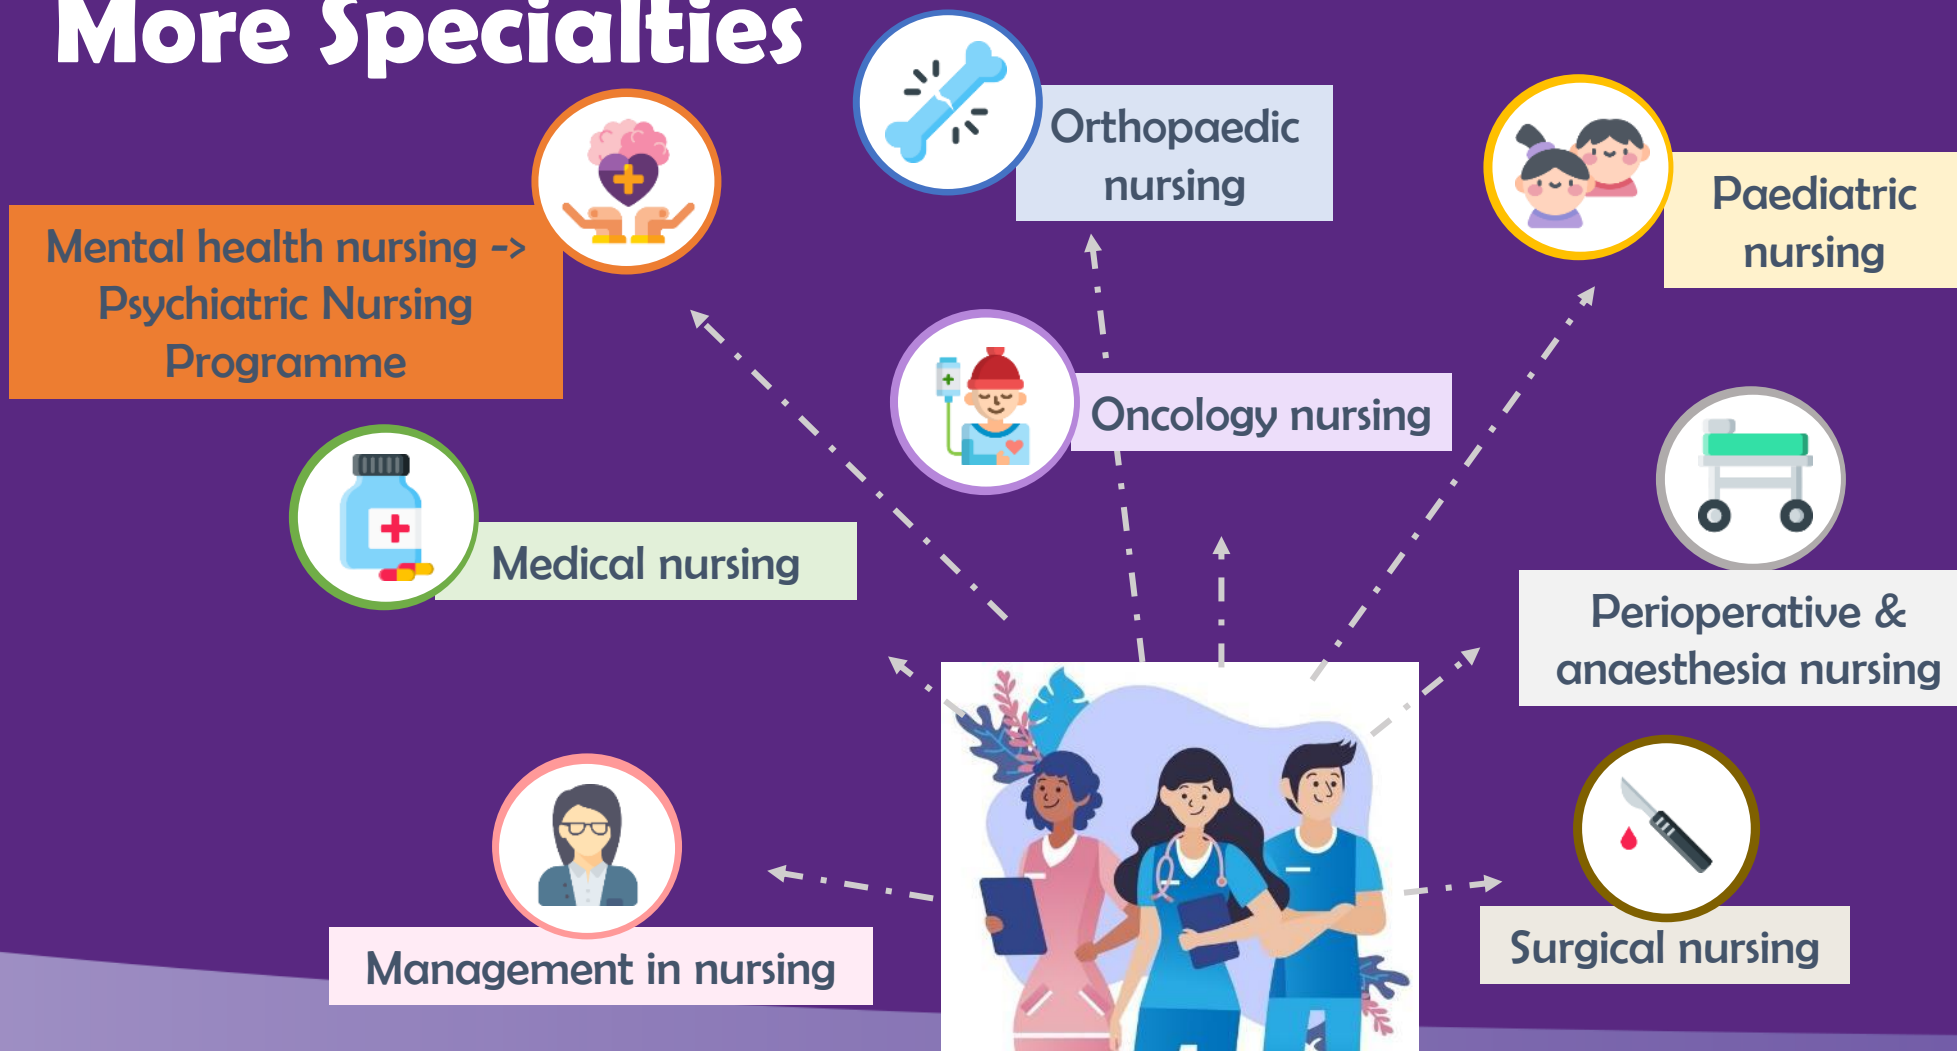 More Specialties
Orthopaedic
nursing
Paediatric
nursing
Mental health nursing ->
Psychiatric Nursing
Programme
Oncology nursing
Medical nursing
Perioperative &
anaesthesia nursing
Management in nursing
Surgical nursing